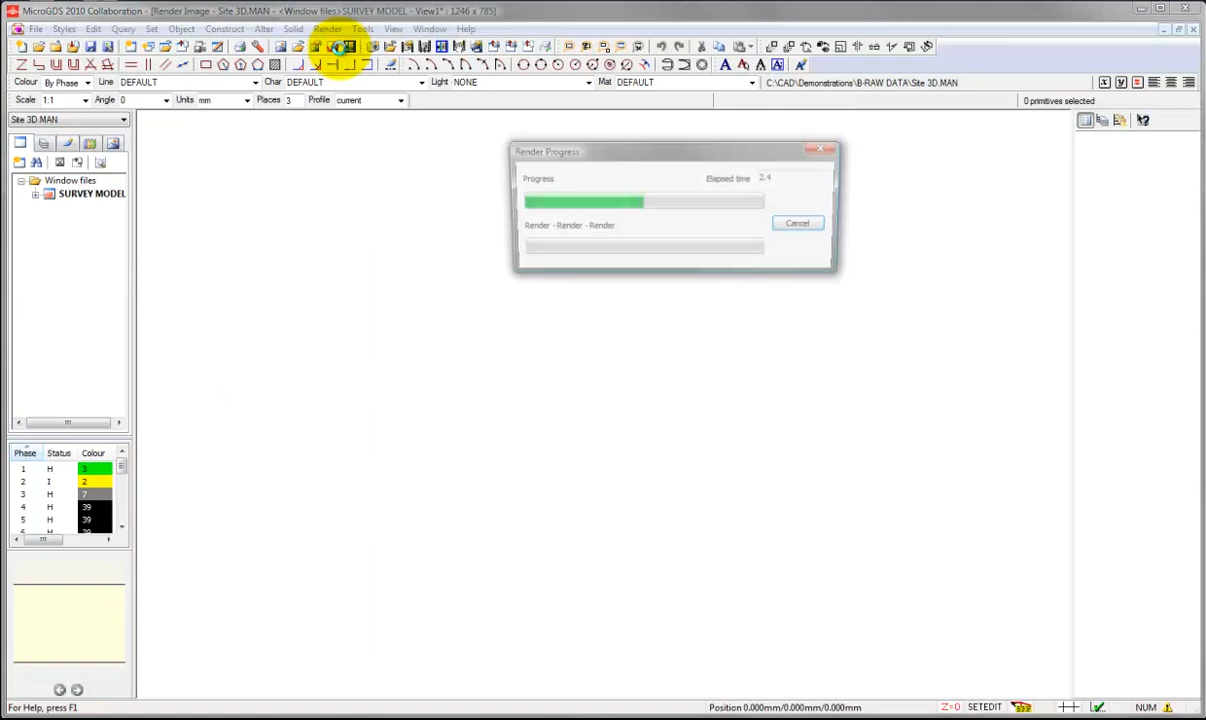 MicroGDS 2010 Collaboration - [Render Image - Site 3D.MAN - <Window files>SURVEY MODEL - View1* : 1246 x 785]
File Styles Edit Query Set Object Construct Alter Solid Render Tools View Window Help
Colour By Phase Line DEFAULT Char DEFAULT Light NONE Mat DEFAULT C:\CAD\Demonstrations\B-RAW DATA\Site 3D.MAN
Scale 1:1 Angle 0 Units mm Places 3 Profile current 0 primitives selected
Site 3D.MAN
Render Progress
Progress Elapsed time 2.4
Window files
SURVEY MODEL
Cancel
Render - Render - Render
Phase Status Colour
1 H 3
2 I 2
3 H 7
4 H 39
5 H 39
6 H 39
For Help, press F1 Position 0.000mm/0.000mm/0.000mm Z=0 SETEDIT NUM